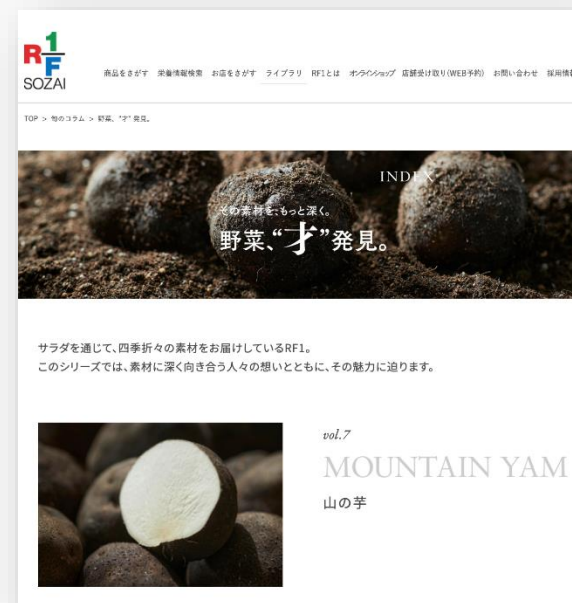 R1F
SOZAI
商品をさがす 栄養情報検索 お店をさがす ライブラリ RF1とは オンラインショップ 店舗受け取り(WEB予約) お問い合わせ 採用情報
TOP > 旬のコラム > 野菜、"才"発見。
INDEX
その素材を、もっと深く。
野菜、“才”発見。
サラダを通じて、四季折々の素材をお届けしているRF1。
このシリーズでは、素材に深く向き合う人々の想いとともに、その魅力に迫ります。
vol.7
MOUNTAIN YAM
山の芋